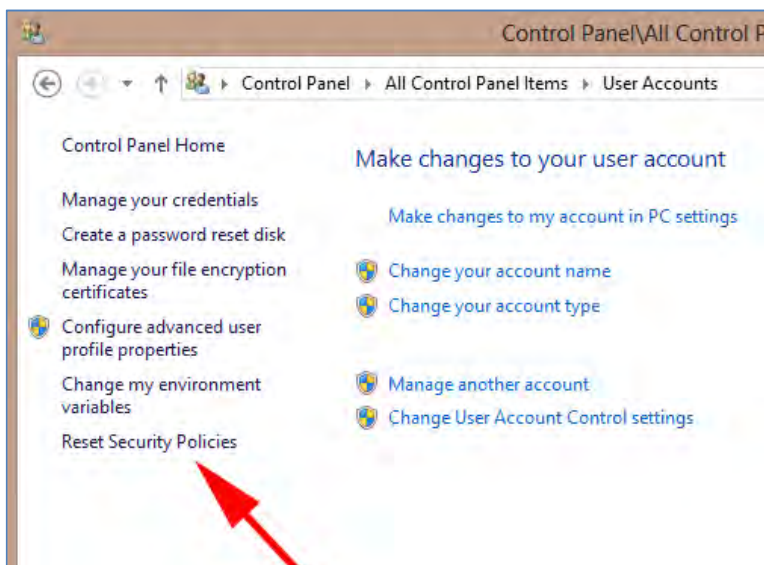 Control Panel\All Control P
Control Panel All Control Panel Items User Accounts
Control Panel Home
Manage your credentials
Create a password reset disk
Manage your file encryption
certificates
Configure advanced user
profile properties
Change my environment
variables
Reset Security Policies
Make changes to your user account
Make changes to my account in PC settings
Change your account name
Change your account type
Manage another account
Change User Account Control settings